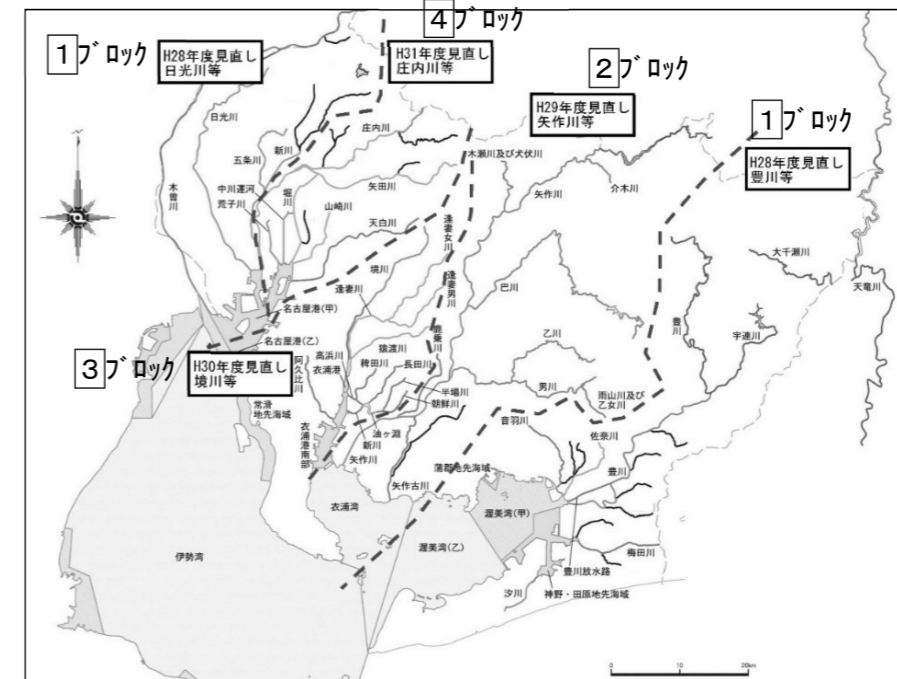 4ブロック
1ブロック
H28年度見直し
日光川等
H31年度見直し
庄内川等
2ブロック
H29年度見直し
矢作川等
1ブロック
H28年度見直し
豊川等
日光川
庄内川
新川
五条川
木瀬川及び犬伏川
中川運河
荒子川
堀川
矢田川
山崎川
矢作川
介木川
木曽川
天白川
逢妻女川
境川
逢妻川
逢妻男川
大千瀬川
天竜川
巴川
豊川
宇連川
名古屋港(甲)
名古屋港(乙)
鹿乗川
猿渡川
乙川
3ブロック
H30年度見直し
境川等
阿久比川
高浜川
衣浦港
稗田川
長田川
半場川
朝鮮川
男川
雨山川及び
乙女川
常滑
地先海域
音羽川
佐奈川
油ヶ淵
新川
矢作川
衣浦港南部
矢作古川
蒲郡地先海域
豊川
衣浦湾
渥美湾(甲)
渥美湾(乙)
伊勢湾
梅田川
豊川放水路
汐川
神野・田原地先海域
0 10 20km